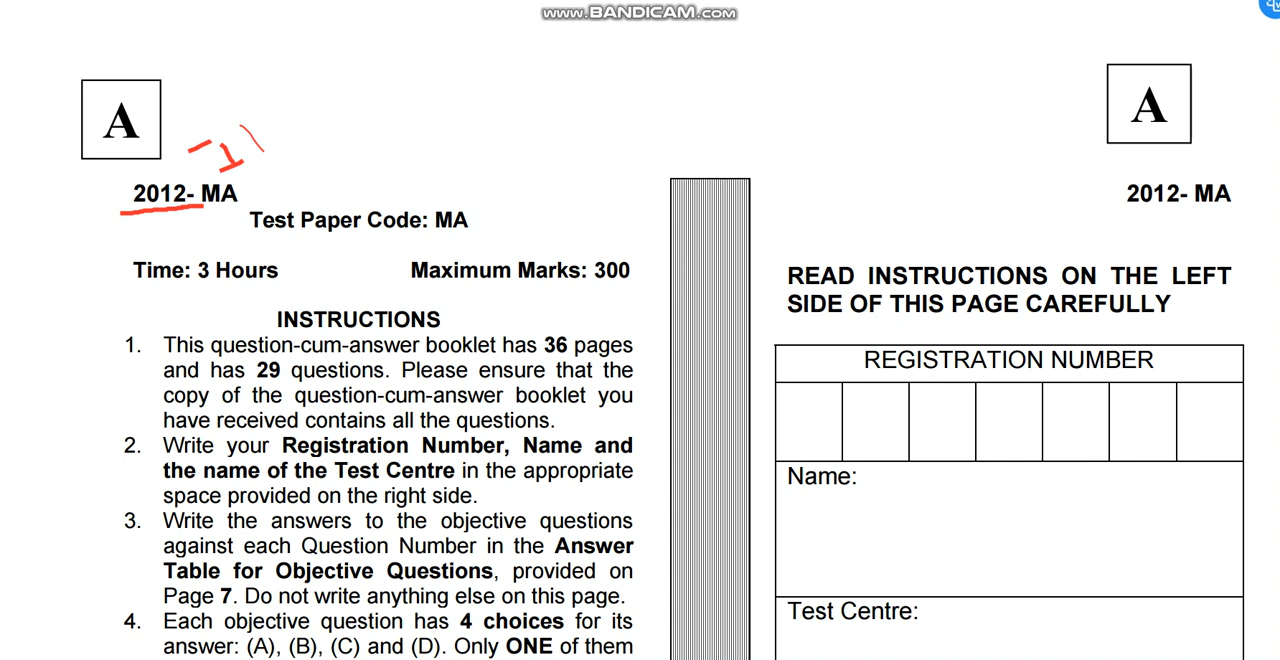 www.BANDICAM.com
A
A
2012- MA
Test Paper Code: MA
Time: 3 Hours Maximum Marks: 300
INSTRUCTIONS
1. This question-cum-answer booklet has 36 pages
and has 29 questions. Please ensure that the
copy of the question-cum-answer booklet you
have received contains all the questions.
2. Write your Registration Number, Name and
the name of the Test Centre in the appropriate
space provided on the right side.
3. Write the answers to the objective questions
against each Question Number in the Answer
Table for Objective Questions, provided on
Page 7. Do not write anything else on this page.
4. Each objective question has 4 choices for its
answer: (A), (B), (C) and (D). Only ONE of them
2012- MA
READ INSTRUCTIONS ON THE LEFT
SIDE OF THIS PAGE CAREFULLY
REGISTRATION NUMBER
Name:
Test Centre: